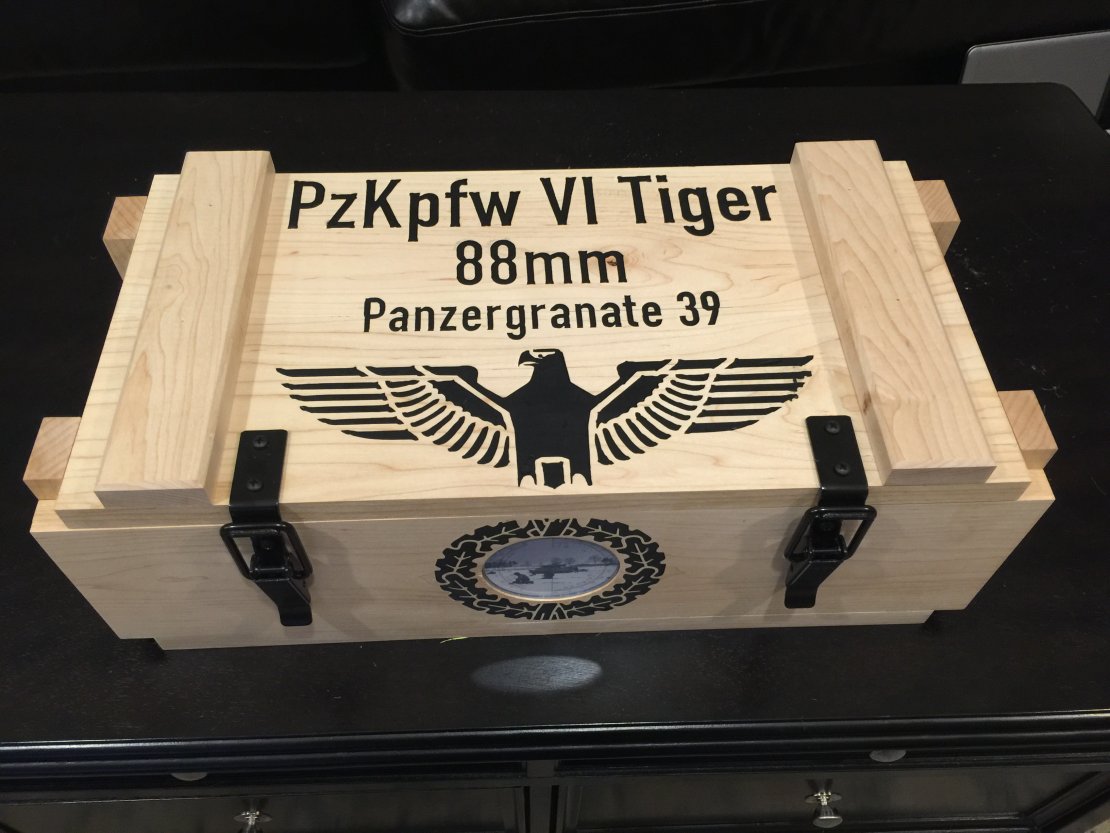 PzKpfw VI Tiger
88mm
Panzergranate 39